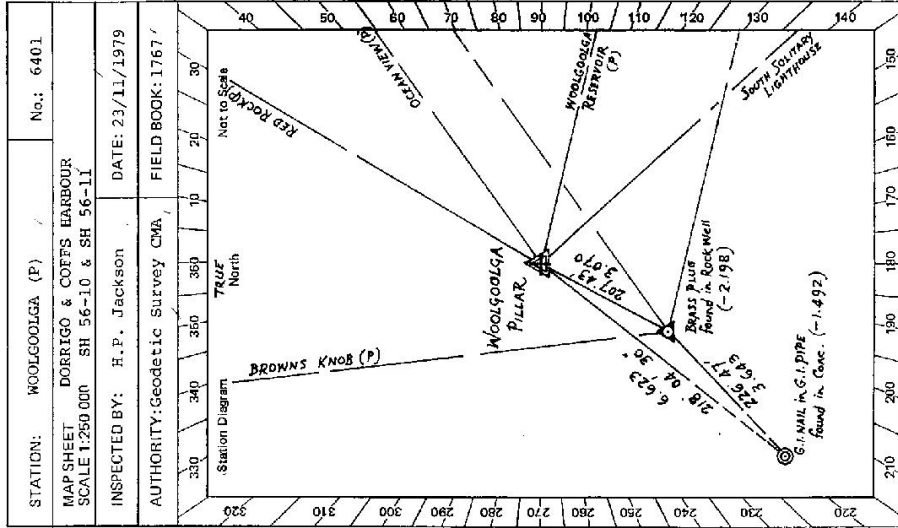 STATION: WOOLGOOLGA (P) No.: 6401
MAP SHEET DORRIGO & COFFS HARBOUR
SCALE 1:250 000 SH 56-10 & SH 56-11
INSPECTED BY: H.P. Jackson DATE: 23/11/1979
AUTHORITY: Geodetic Survey CMA FIELD BOOK: 1767
330 340 350 360 10 20 30
320 40
310 50
300 60
290 70
280 80
270 90
260 100
250 110
240 120
230 130
220 140
210 200 190 180 170 160 150
Station Diagram
TRUE
North
Not to Scale
RED ROCK (P)
OCEAN VIEW (P)
BROWNS KNOB (P)
WOOLGOOLGA
PILLAR
WOOLGOOLGA
RESERVOIR
(P)
SOUTH SOLITARY
LIGHTHOUSE
207° 43'
3.070
218° 04' 30"
6.623
226° 47'
3.643
BRASS PLUG
found in Rock Well
(-2.198)
G.I. NAIL in G.I. PIPE
found in Conc. (-1.492)